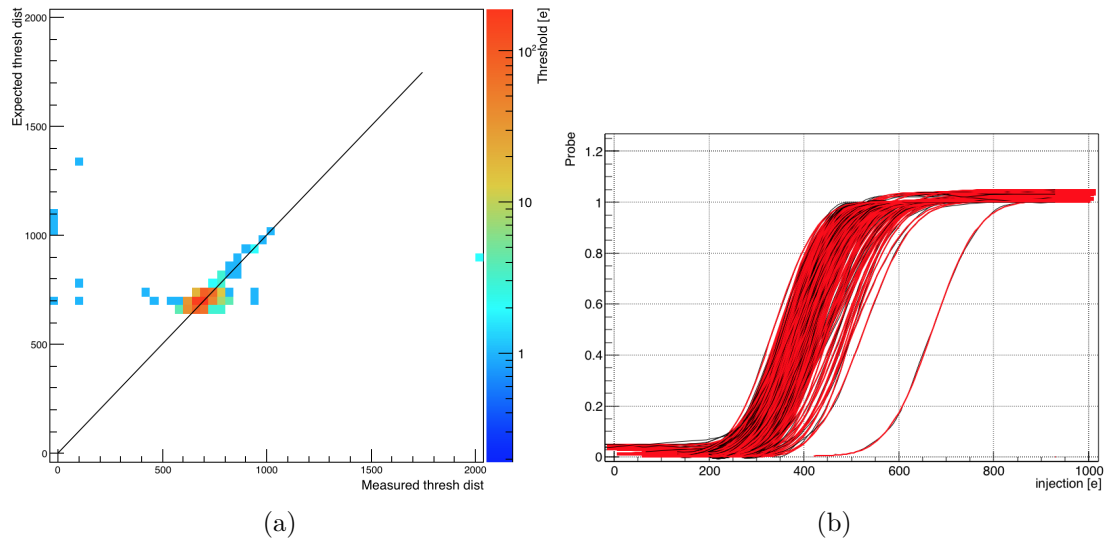 2000
1500
1000
500
0
Expected thresh dist
0 500 1000 1500 2000
Measured thresh dist
10²
10
1
Threshold [e]
(a)
1.2
1
0.8
0.6
0.4
0.2
0
Probe
0 200 400 600 800 1000
injection [e]
(b)